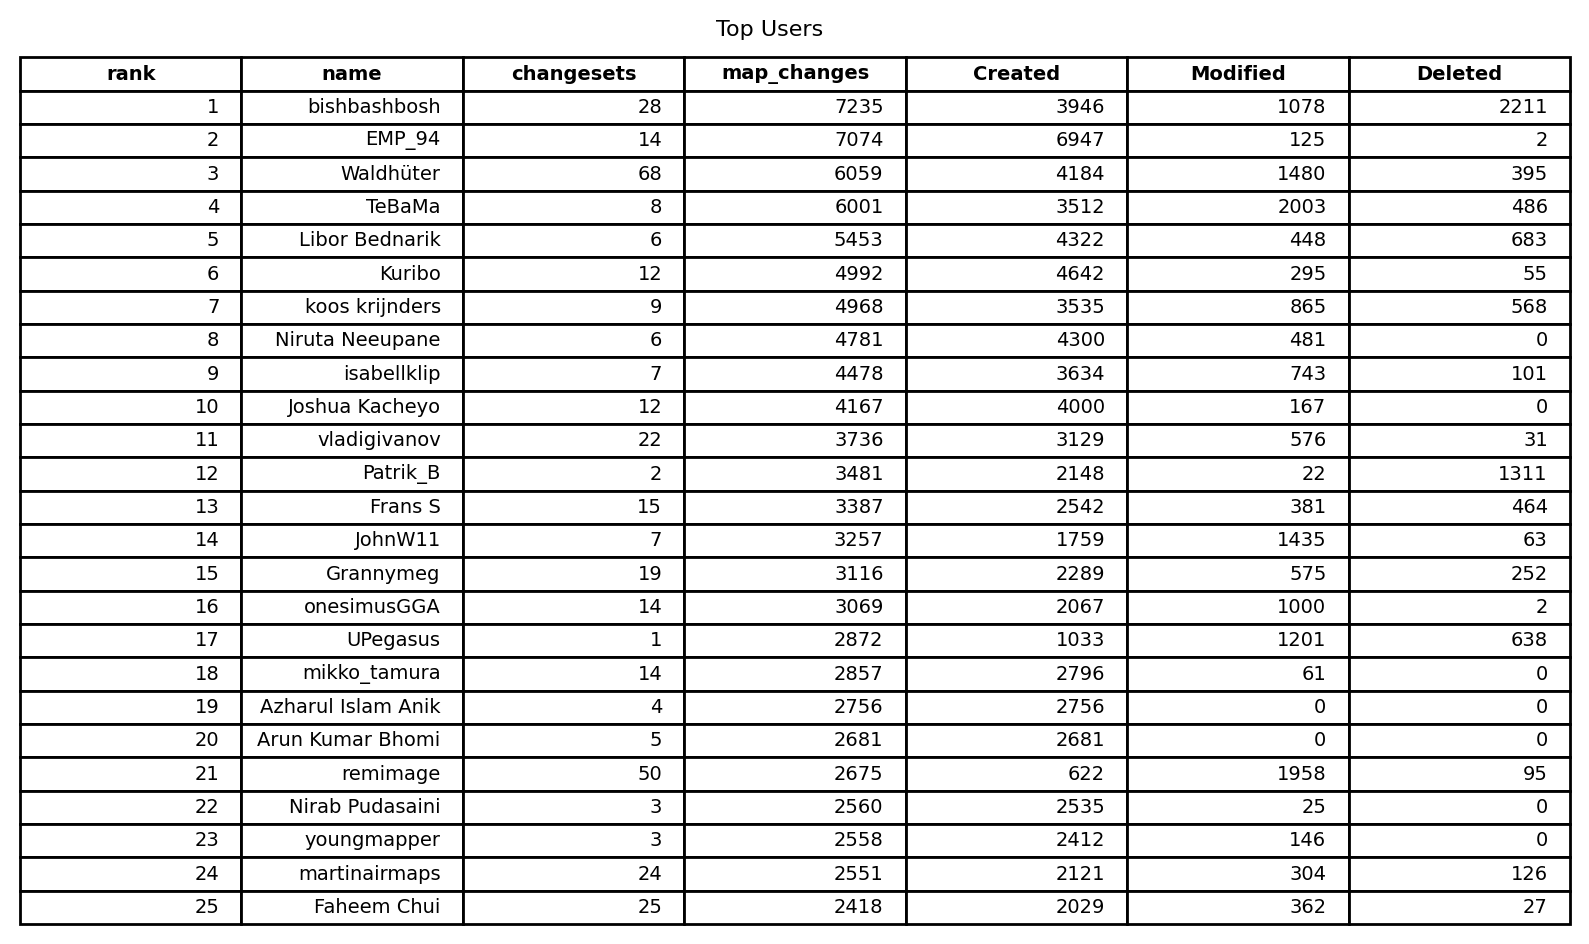 Top Users
rank name changesets map_changes Created Modified Deleted
1 bishbashbosh 28 7235 3946 1078 2211
2 EMP_94 14 7074 6947 125 2
3 Waldhüter 68 6059 4184 1480 395
4 TeBaMa 8 6001 3512 2003 486
5 Libor Bednarik 6 5453 4322 448 683
6 Kuribo 12 4992 4642 295 55
7 koos krijnders 9 4968 3535 865 568
8 Niruta Neeupane 6 4781 4300 481 0
9 isabellklip 7 4478 3634 743 101
10 Joshua Kacheyo 12 4167 4000 167 0
11 vladigivanov 22 3736 3129 576 31
12 Patrik_B 2 3481 2148 22 1311
13 Frans S 15 3387 2542 381 464
14 JohnW11 7 3257 1759 1435 63
15 Grannymeg 19 3116 2289 575 252
16 onesimusGGA 14 3069 2067 1000 2
17 UPegasus 1 2872 1033 1201 638
18 mikko_tamura 14 2857 2796 61 0
19 Azharul Islam Anik 4 2756 2756 0 0
20 Arun Kumar Bhomi 5 2681 2681 0 0
21 remimage 50 2675 622 1958 95
22 Nirab Pudasaini 3 2560 2535 25 0
23 youngmapper 3 2558 2412 146 0
24 martinairmaps 24 2551 2121 304 126
25 Faheem Chui 25 2418 2029 362 27